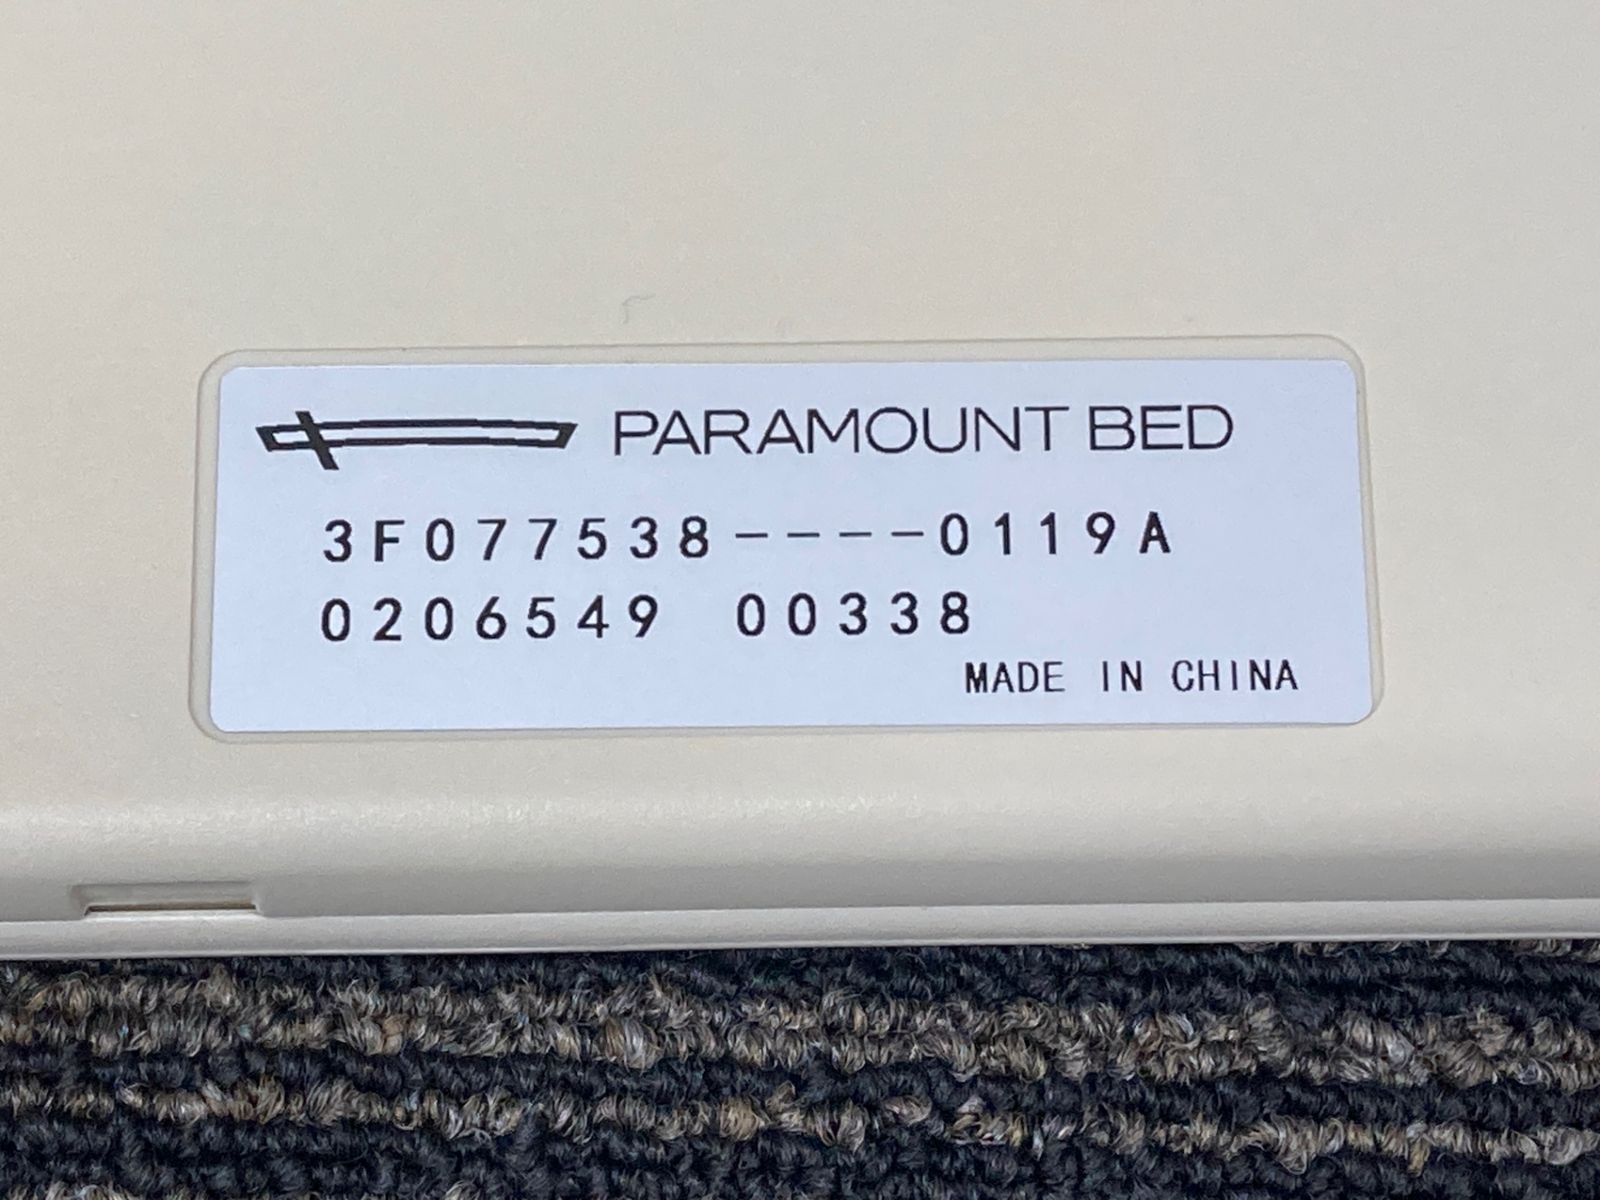 PARAMOUNT BED
3F077538----0119A
0206549 00338
MADE IN CHINA